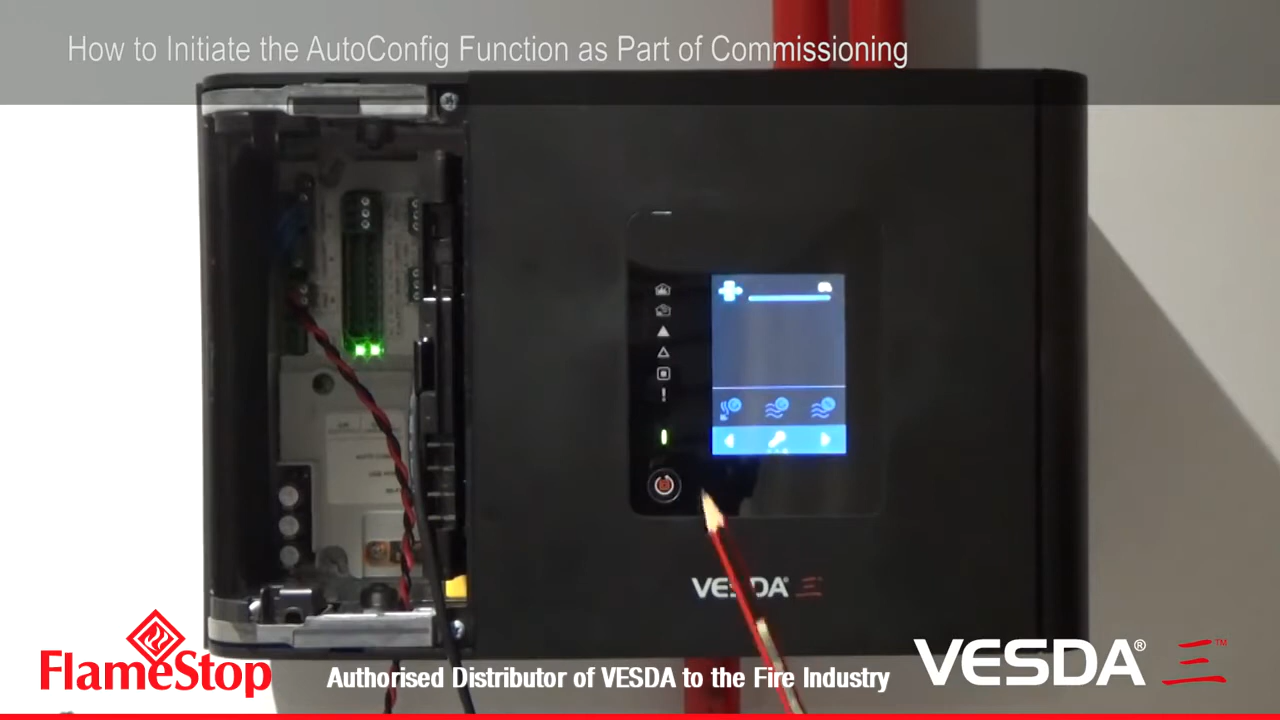 How to Initiate the AutoConfig Function as Part of Commissioning
VESDA®
FlameStop
Authorised Distributor of VESDA to the Fire Industry
VESDA® ™